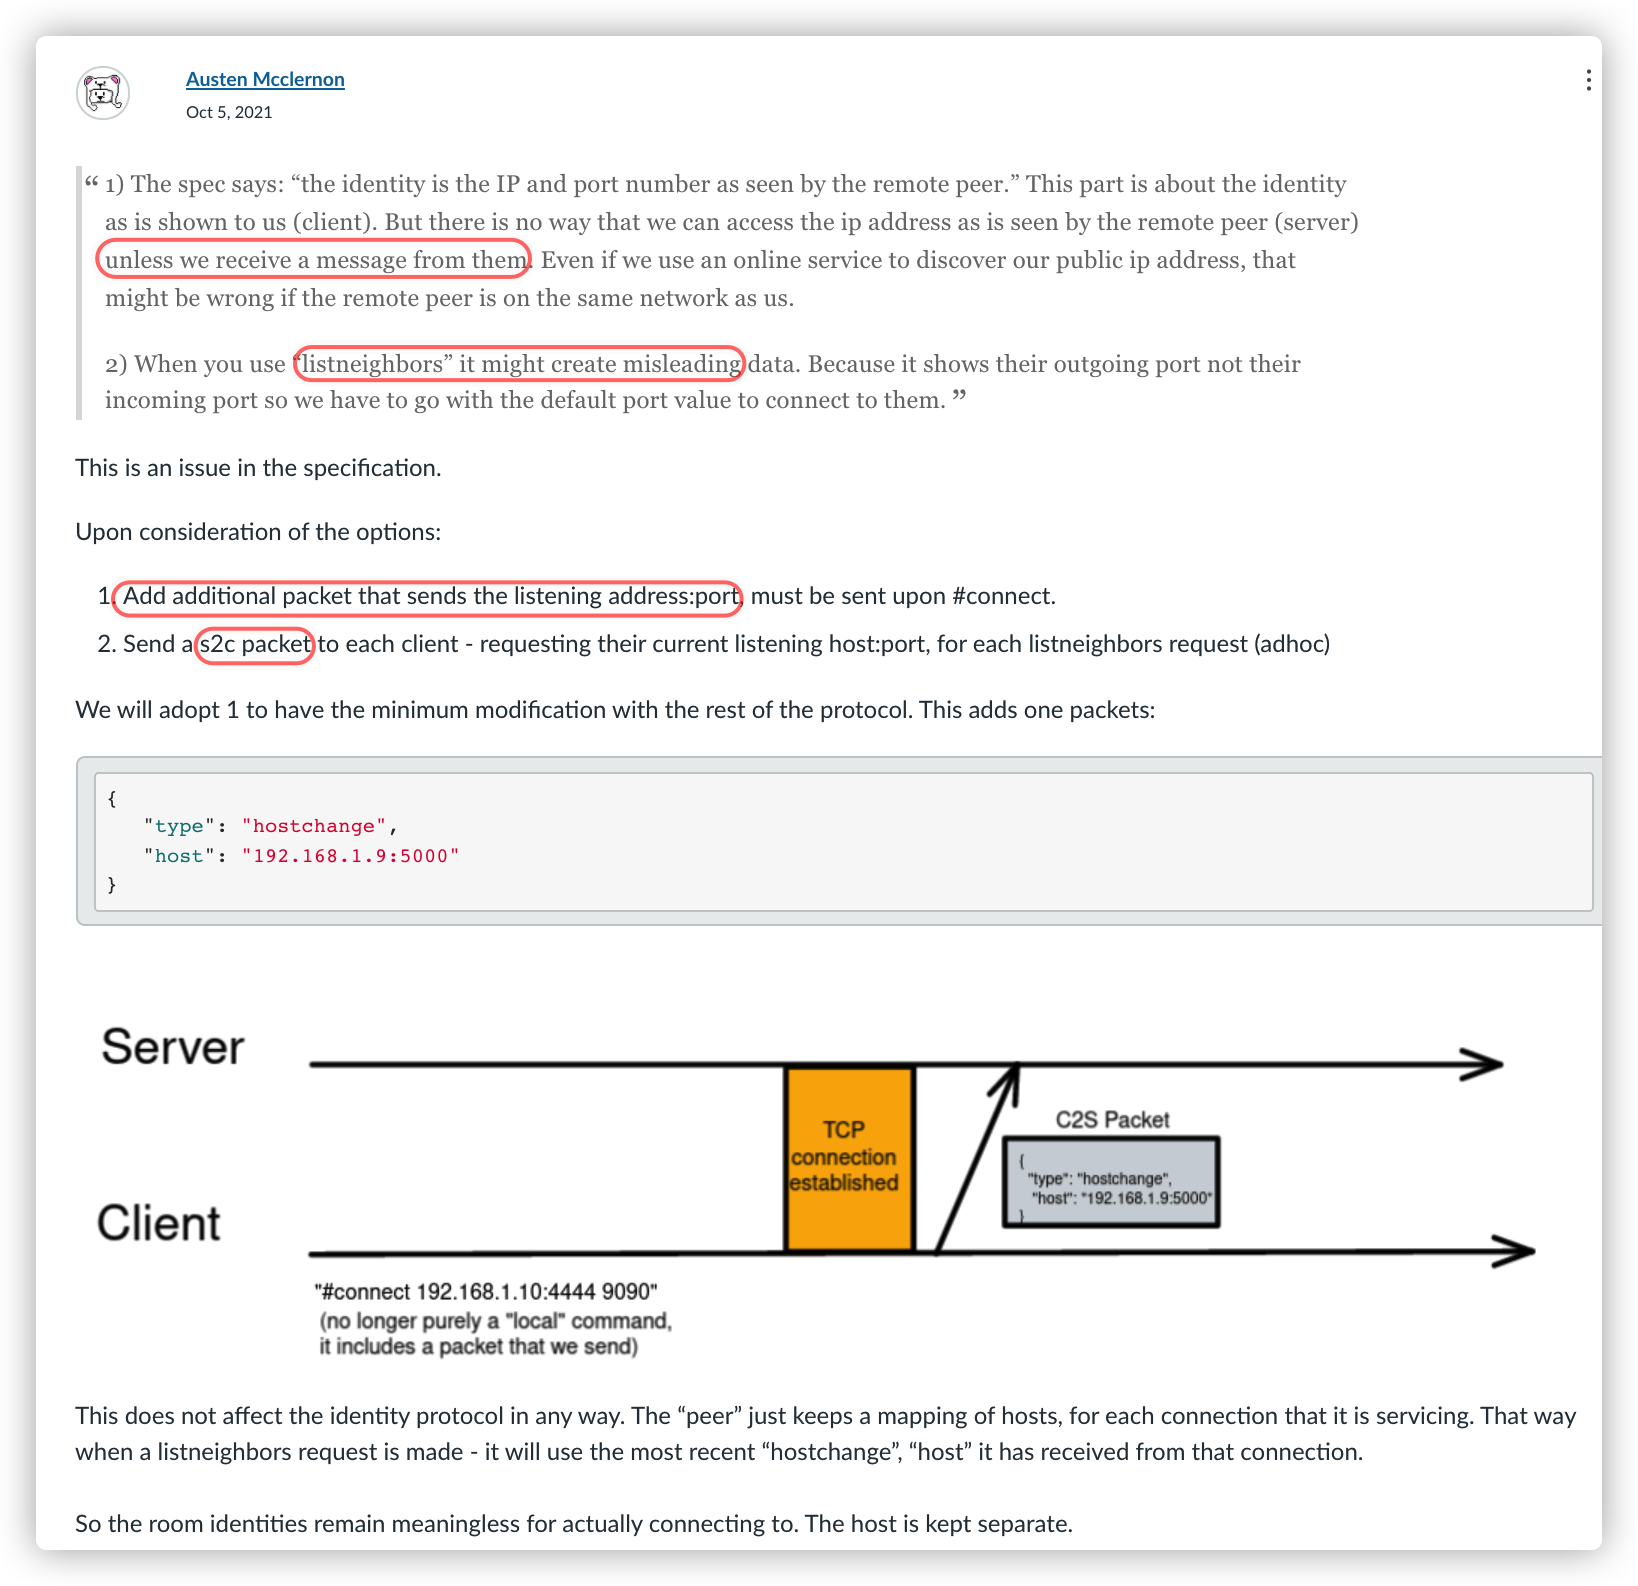 Austen Mcclernon
Oct 5, 2021
“ 1) The spec says: “the identity is the IP and port number as seen by the remote peer.” This part is about the identity
as is shown to us (client). But there is no way that we can access the ip address as is seen by the remote peer (server)
unless we receive a message from them. Even if we use an online service to discover our public ip address, that
might be wrong if the remote peer is on the same network as us.
2) When you use “listneighbors” it might create misleading data. Because it shows their outgoing port not their
incoming port so we have to go with the default port value to connect to them. ”
This is an issue in the specification.
Upon consideration of the options:
1. Add additional packet that sends the listening address:port, must be sent upon #connect.
2. Send a s2c packet to each client - requesting their current listening host:port, for each listneighbors request (adhoc)
We will adopt 1 to have the minimum modification with the rest of the protocol. This adds one packets:
{
"type": "hostchange",
"host": "192.168.1.9:5000"
}
Server
C2S Packet
TCP
connection
established
{
"type": "hostchange",
"host": "192.168.1.9:5000"
}
Client
"#connect 192.168.1.10:4444 9090"
(no longer purely a "local" command,
it includes a packet that we send)
This does not affect the identity protocol in any way. The “peer” just keeps a mapping of hosts, for each connection that it is servicing. That way
when a listneighbors request is made - it will use the most recent “hostchange”, “host” it has received from that connection.
So the room identities remain meaningless for actually connecting to. The host is kept separate.